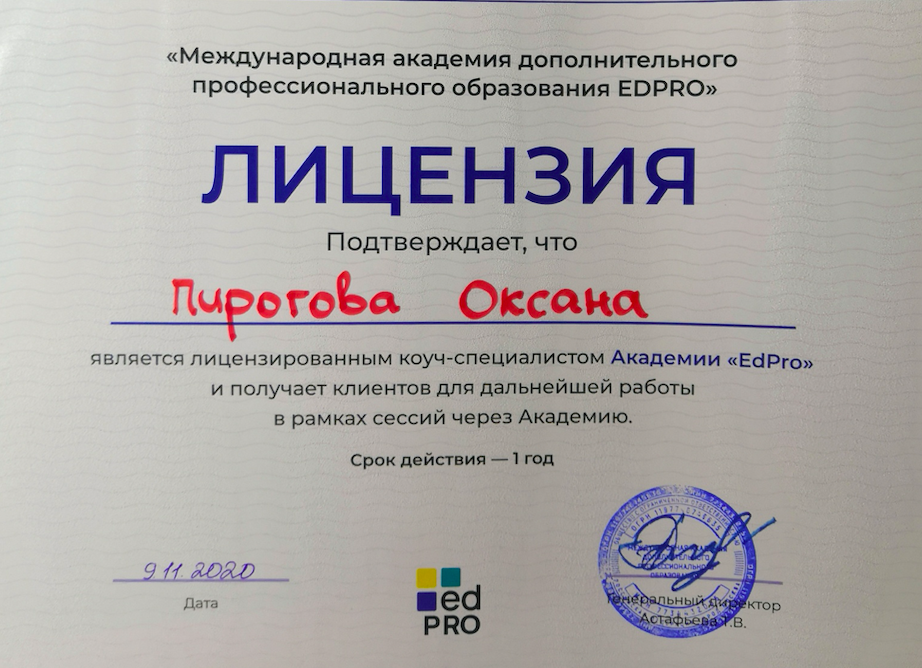 «Международная академия дополнительного
профессионального образования EDPRO»
ЛИЦЕНЗИЯ
Подтверждает, что
Пирогова Оксана
является лицензированным коуч-специалистом Академии «EdPro»
и получает клиентов для дальнейшей работы
в рамках сессий через Академию.
Срок действия — 1 год
9.11.2020
Дата
ed
PRO
Генеральный директор
Астафьева Т.В.